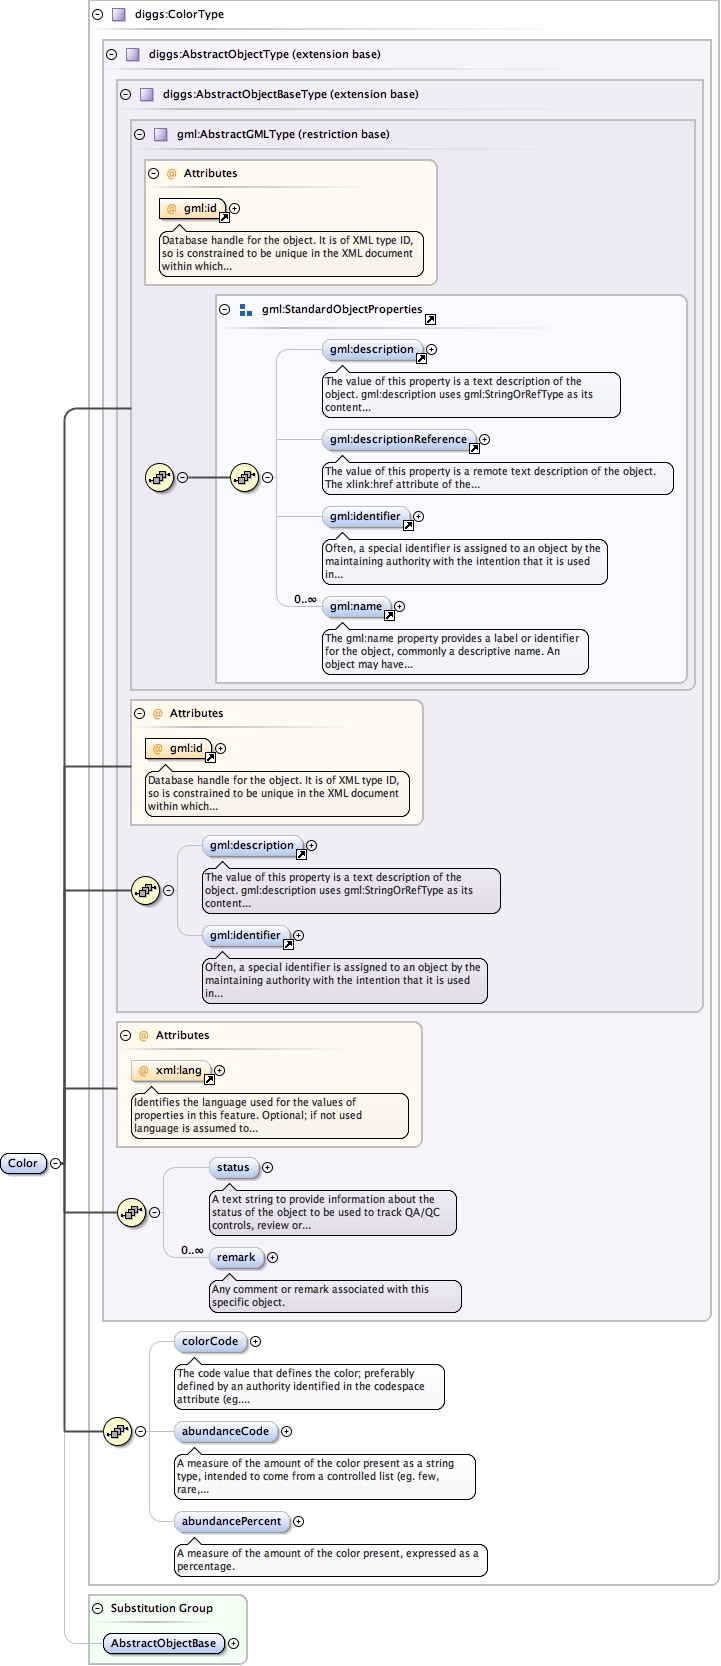 diggs:ColorType
diggs:AbstractObjectType (extension base)
diggs:AbstractObjectBaseType (extension base)
gml:AbstractGMLType (restriction base)
@ Attributes
@ gml:id
Database handle for the object. It is of XML type ID,
so is constrained to be unique in the XML document
within which...
gml:StandardObjectProperties
gml:description
The value of this property is a text description of the
object. gml:description uses gml:StringOrRefType as its
content...
gml:descriptionReference
The value of this property is a remote text description of the object.
The xlink:href attribute of the...
gml:identifier
Often, a special identifier is assigned to an object by the
maintaining authority with the intention that it is used
in...
0..∞
gml:name
The gml:name property provides a label or identifier
for the object, commonly a descriptive name. An
object may have...
@ Attributes
@ gml:id
Database handle for the object. It is of XML type ID,
so is constrained to be unique in the XML document
within which...
gml:description
The value of this property is a text description of the
object. gml:description uses gml:StringOrRefType as its
content...
gml:identifier
Often, a special identifier is assigned to an object by the
maintaining authority with the intention that it is used
in...
@ Attributes
@ xml:lang
Identifies the language used for the values of
properties in this feature. Optional; if not used
language is assumed to...
Color
status
A text string to provide information about the
status of the object to be used to track QA/QC
controls, review or...
0..∞
remark
Any comment or remark associated with this
specific object.
colorCode
The code value that defines the color; preferably
defined by an authority identified in the codespace
attribute (eg....
abundanceCode
A measure of the amount of the color present as a string
type, intended to come from a controlled list (eg. few,
rare,...
abundancePercent
A measure of the amount of the color present, expressed as a
percentage.
Substitution Group
AbstractObjectBase